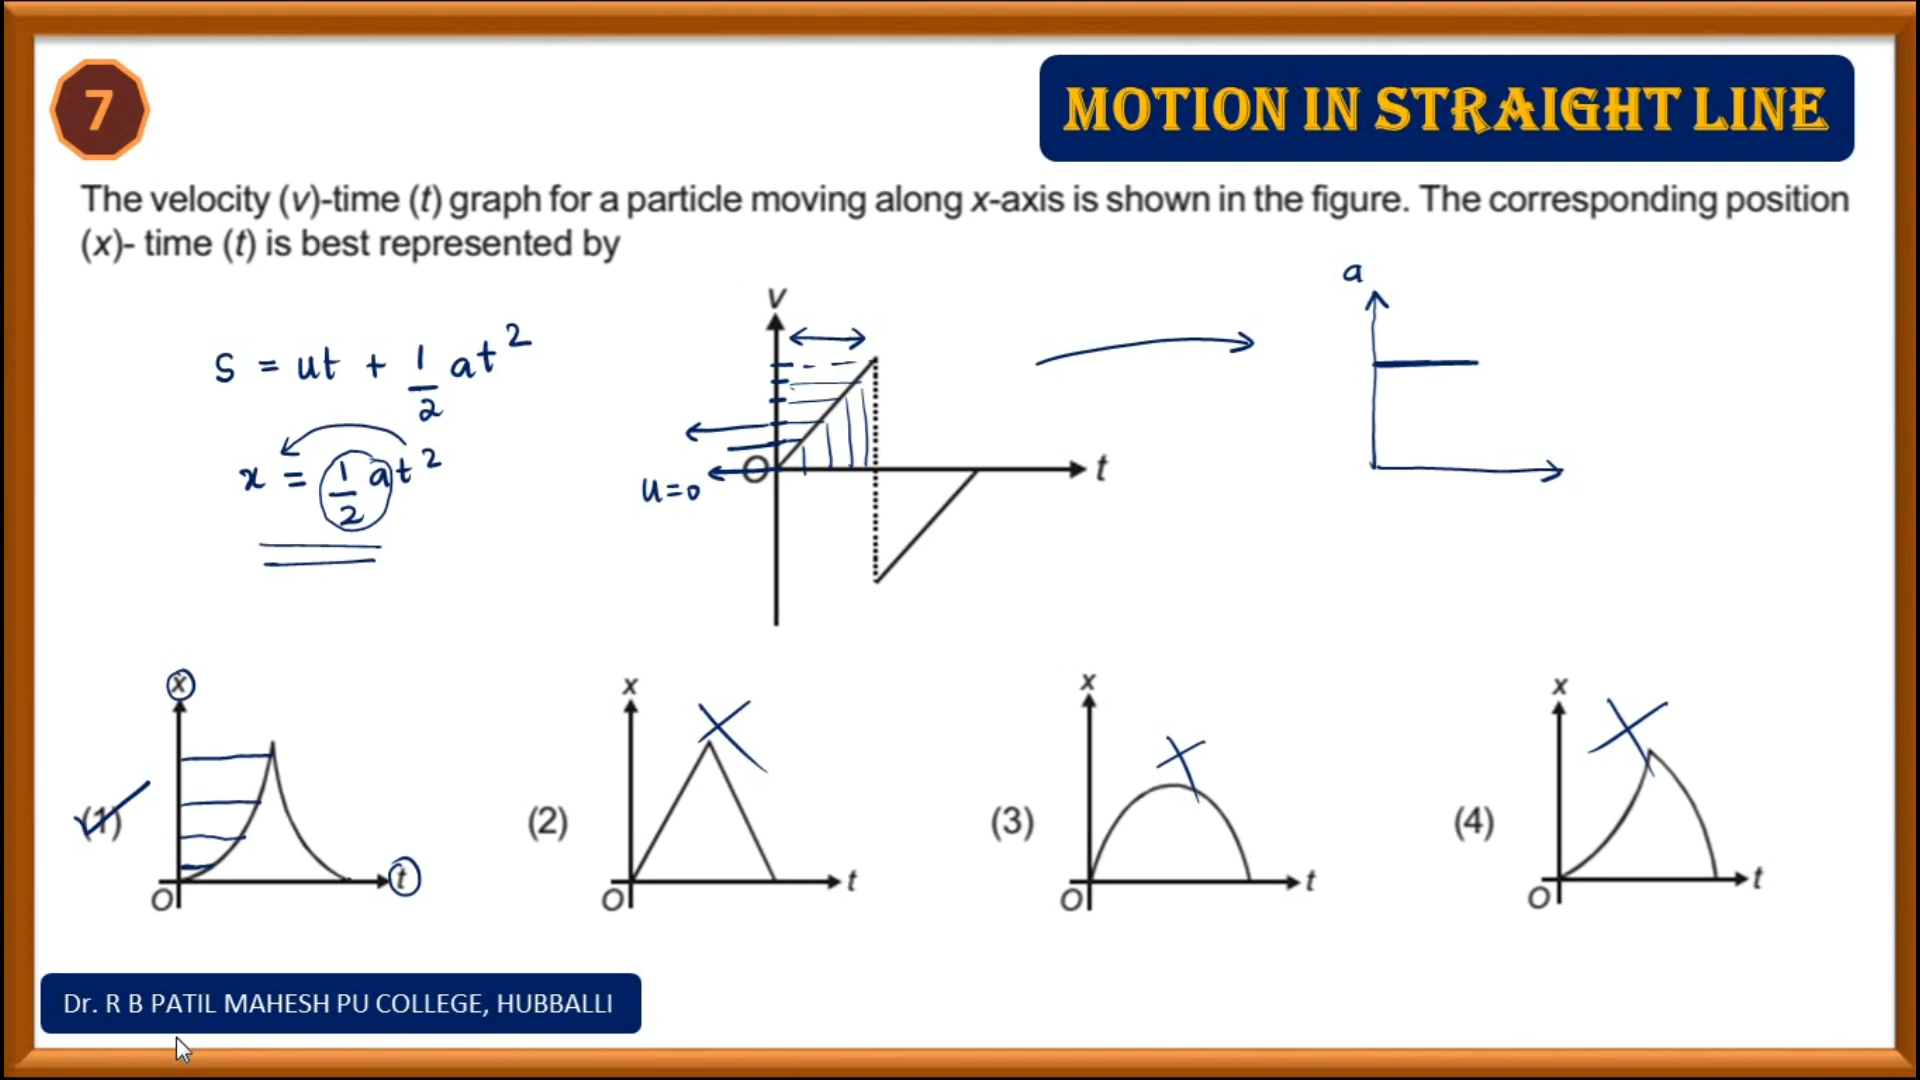 7
MOTION IN STRAIGHT LINE
The velocity (v)-time (t) graph for a particle moving along x-axis is shown in the figure. The corresponding position
(x)- time (t) is best represented by
S = ut + 1/2 at²
x = 1/2 at²
v
O
t
u=0
a
(1)
x
O
t
(2)
x
O
t
(3)
x
O
t
(4)
x
O
t
Dr. R B PATIL MAHESH PU COLLEGE, HUBBALLI